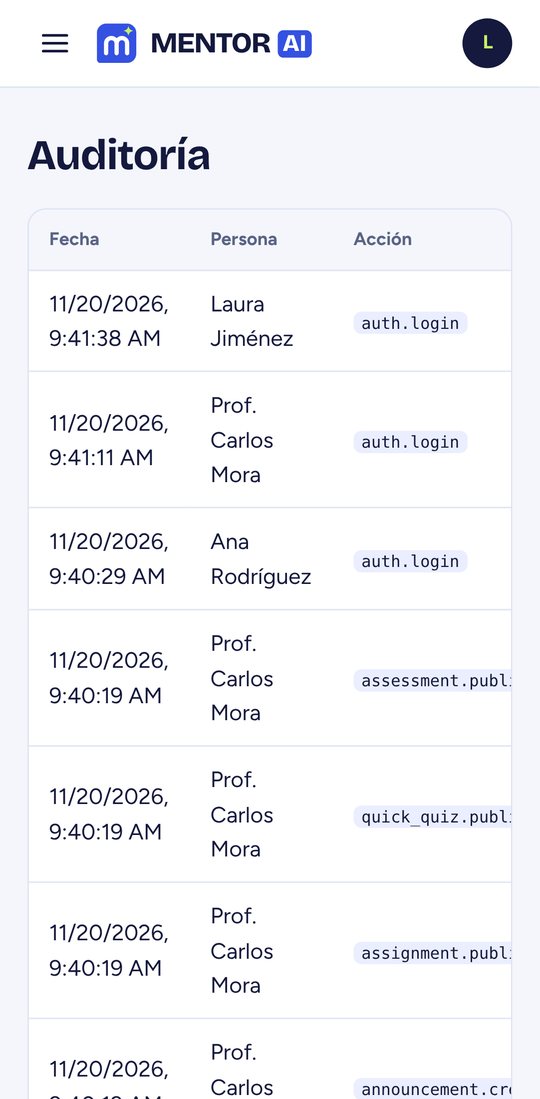 m MENTOR AI L
Auditoría
Fecha Persona Acción
11/20/2026, 9:41:38 AM Laura Jiménez auth.login
11/20/2026, 9:41:11 AM Prof. Carlos Mora auth.login
11/20/2026, 9:40:29 AM Ana Rodríguez auth.login
11/20/2026, 9:40:19 AM Prof. Carlos Mora assessment.publ
11/20/2026, 9:40:19 AM Prof. Carlos Mora quick_quiz.publ
11/20/2026, 9:40:19 AM Prof. Carlos Mora assignment.publ
11/20/2026, Prof. Carlos announcement.cr